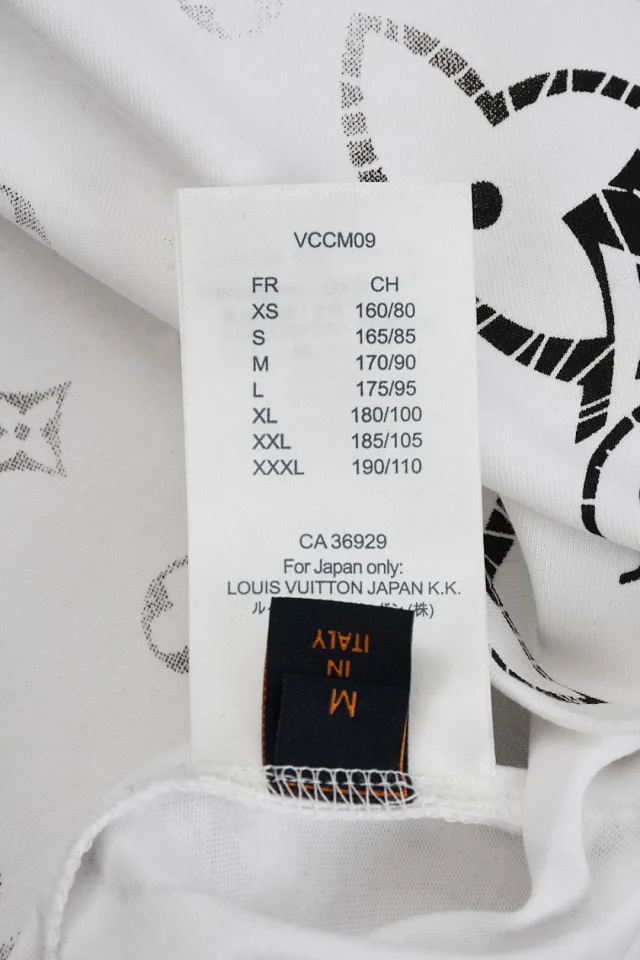 VCCM09
FR CH
XS 160/80
S 165/85
M 170/90
L 175/95
XL 180/100
XXL 185/105
XXXL 190/110
CA 36929
For Japan only:
LOUIS VUITTON JAPAN K.K.
(株)
M
IN
ITALY